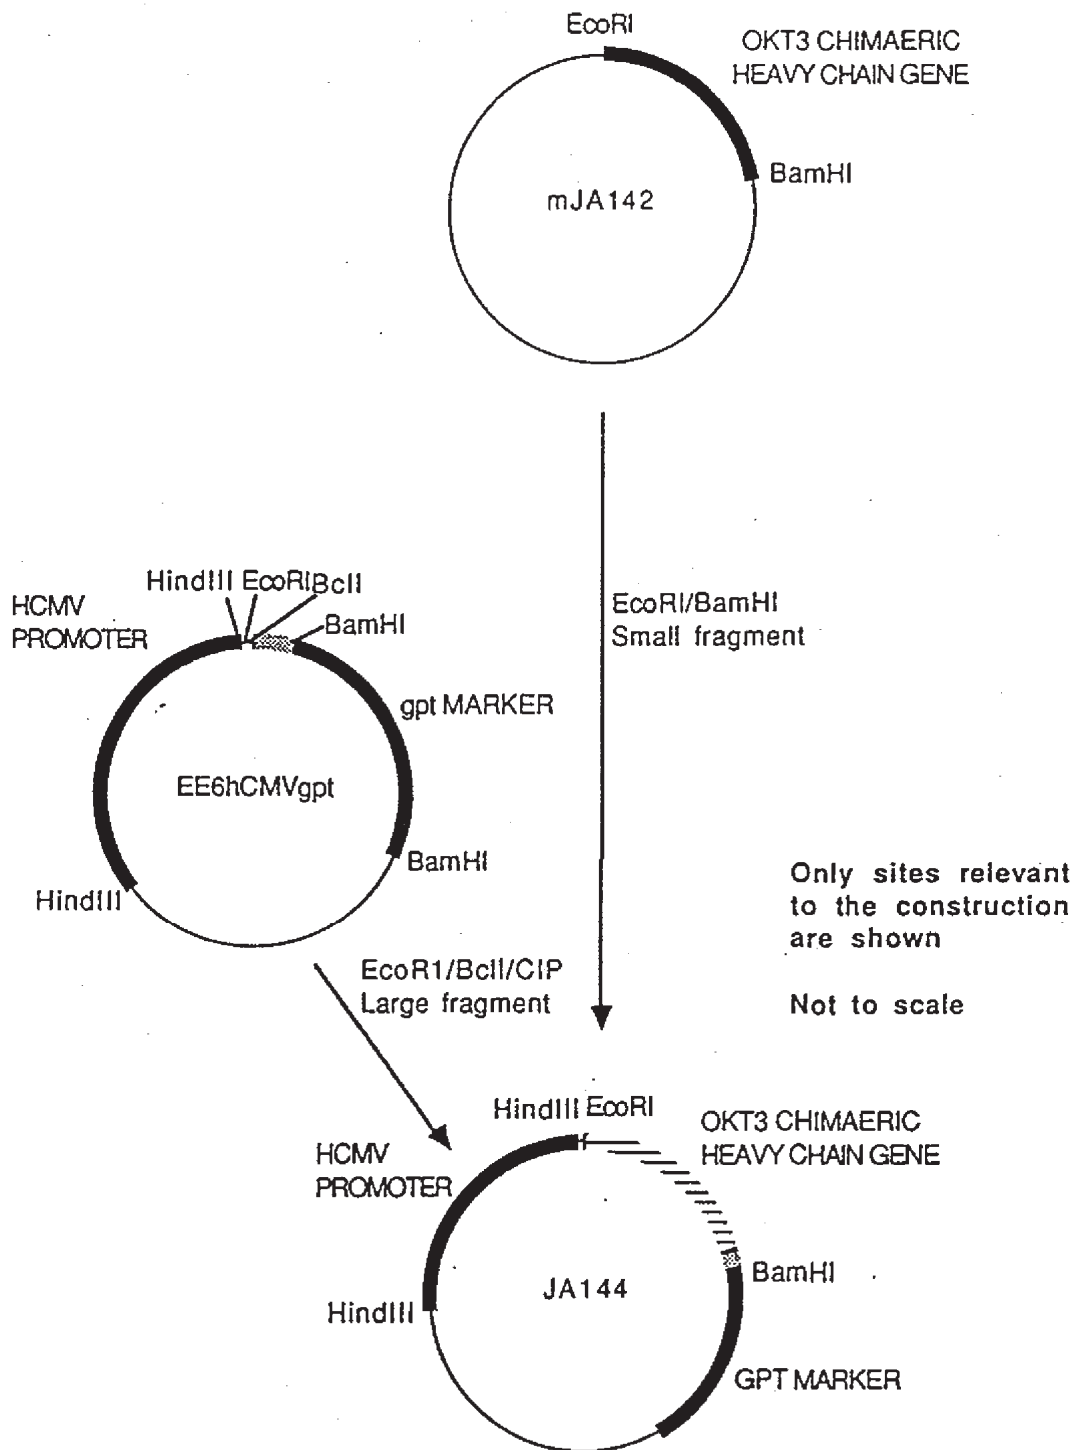 EcoRI
OKT3 CHIMAERIC
HEAVY CHAIN GENE
BamHI
mJA142
HindIII EcoRI BclI
HCMV
PROMOTER
BamHI
EcoRI/BamHI
Small fragment
gpt MARKER
EE6hCMVgpt
BamHI
HindIII
Only sites relevant
to the construction
are shown
Not to scale
EcoR1/BclI/CIP
Large fragment
HindIII EcoRI
OKT3 CHIMAERIC
HEAVY CHAIN GENE
HCMV
PROMOTER
BamHI
JA144
HindIII
GPT MARKER